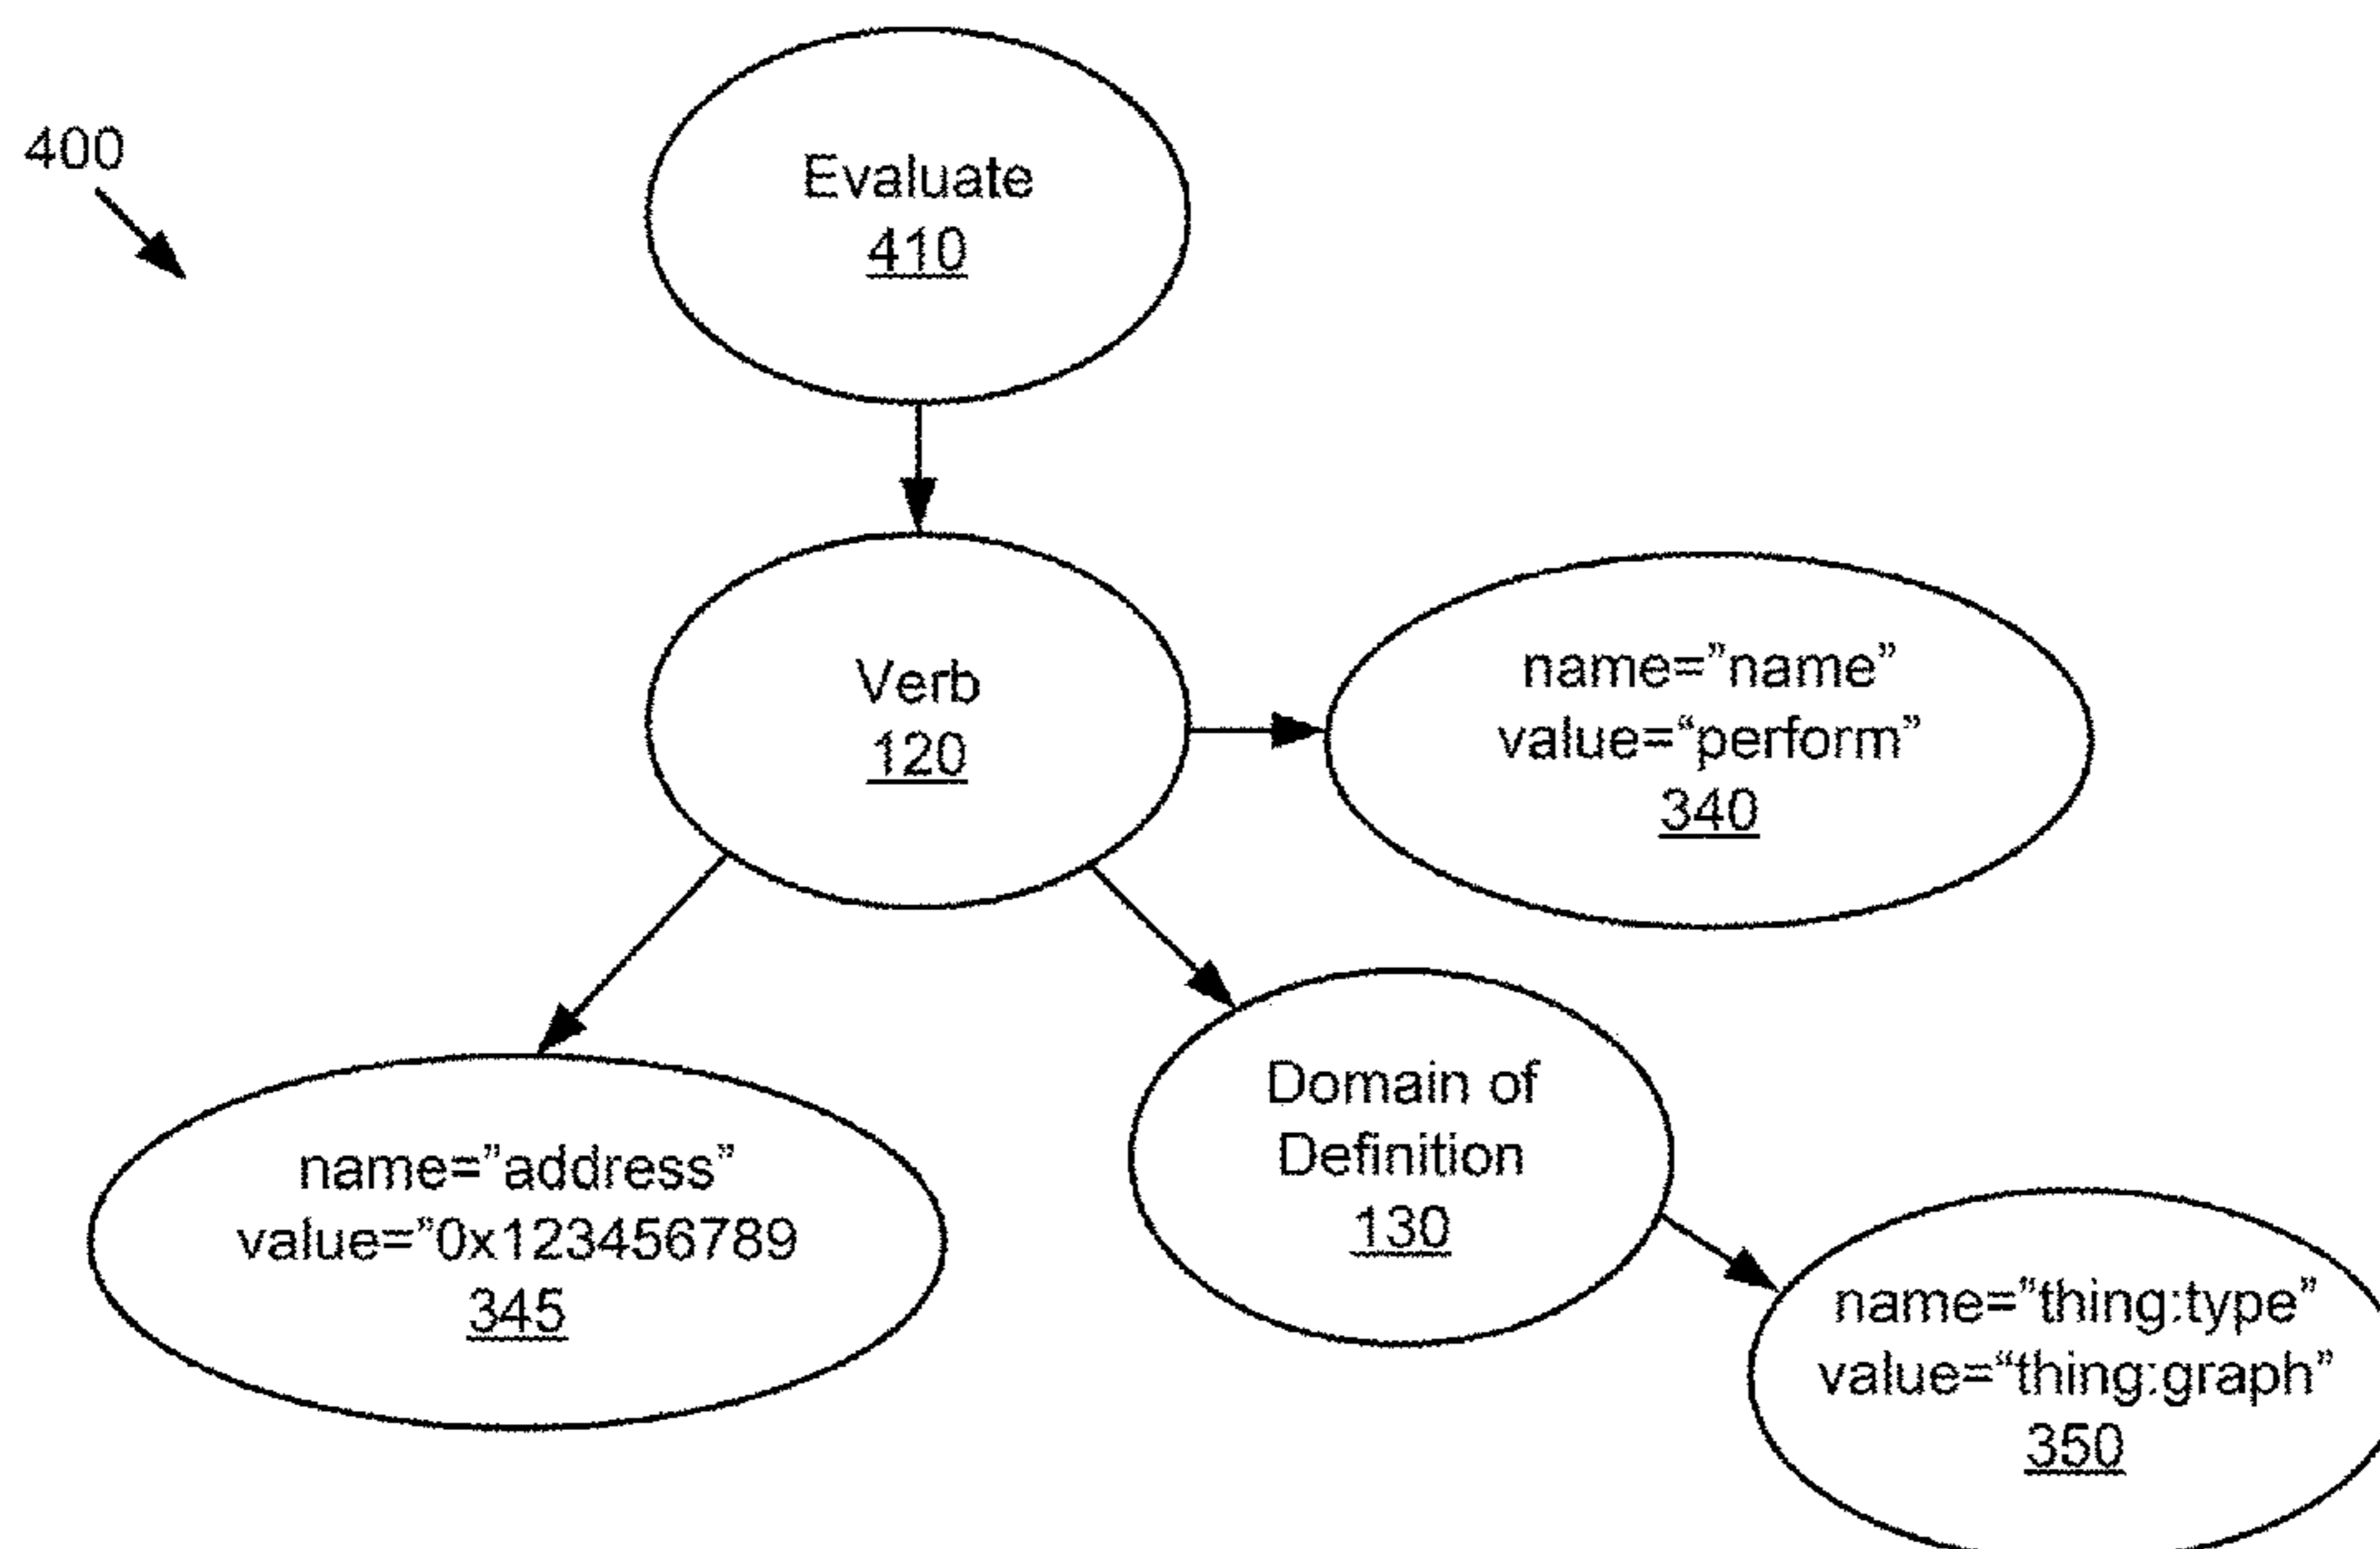 400
Evaluate
410
Verb
120
name=”name”
value=“perform”
340
name=”address”
value=”0x123456789
345
Domain of
Definition
130
name=”thing:type”
value=“thing:graph”
350